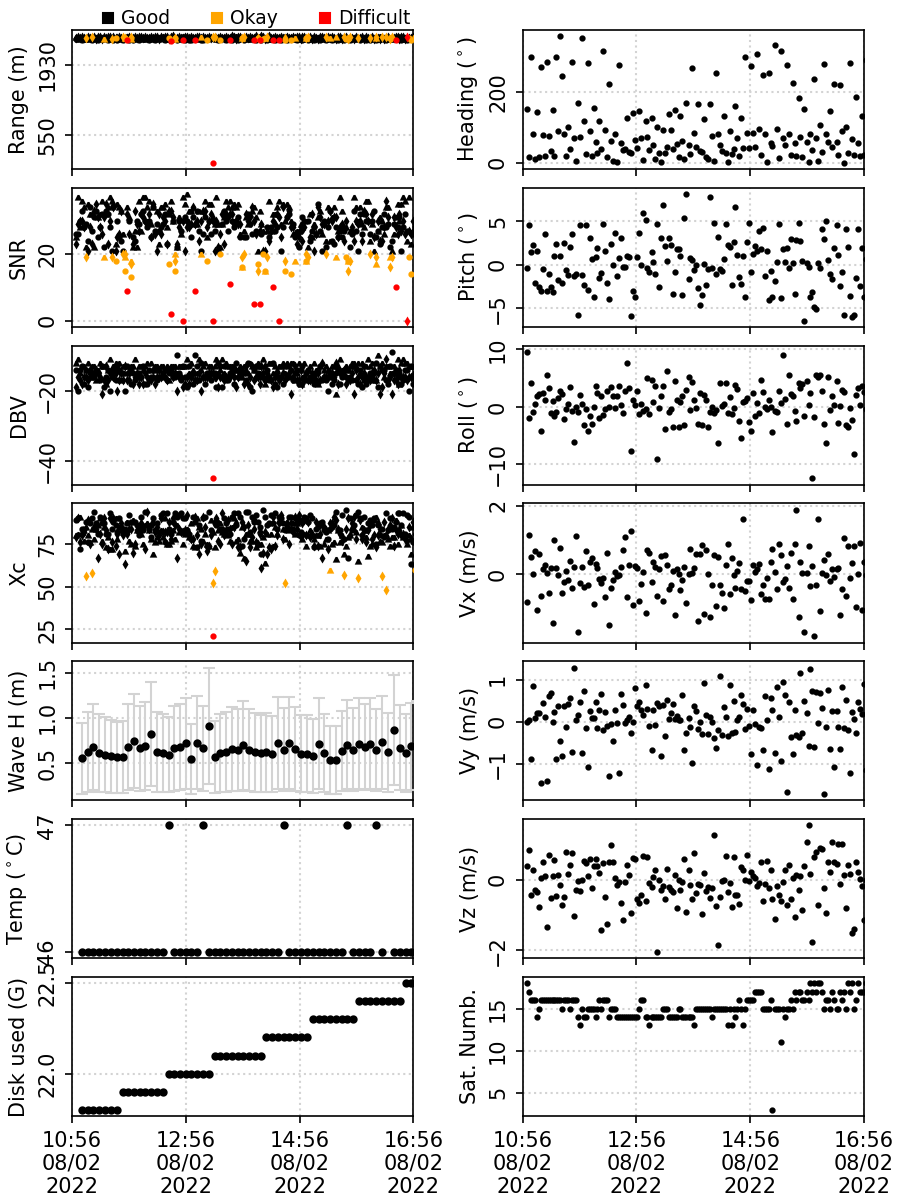 Good Okay Difficult
Range (m)
1930
550
Heading (°)
200
0
SNR
20
0
Pitch (°)
5
0
−5
DBV
−20
−40
Roll (°)
10
0
−10
Xc
75
50
25
Vx (m/s)
2
0
Wave H (m)
1.5
1.0
0.5
Vy (m/s)
1
0
−1
Temp (°C)
47
46
Vz (m/s)
0
−2
Disk used (G)
22.5
22.0
Sat. Numb.
15
10
5
10:56 12:56 14:56 16:56 10:56 12:56 14:56 16:56
08/02 08/02 08/02 08/02 08/02 08/02 08/02 08/02
2022 2022 2022 2022 2022 2022 2022 2022